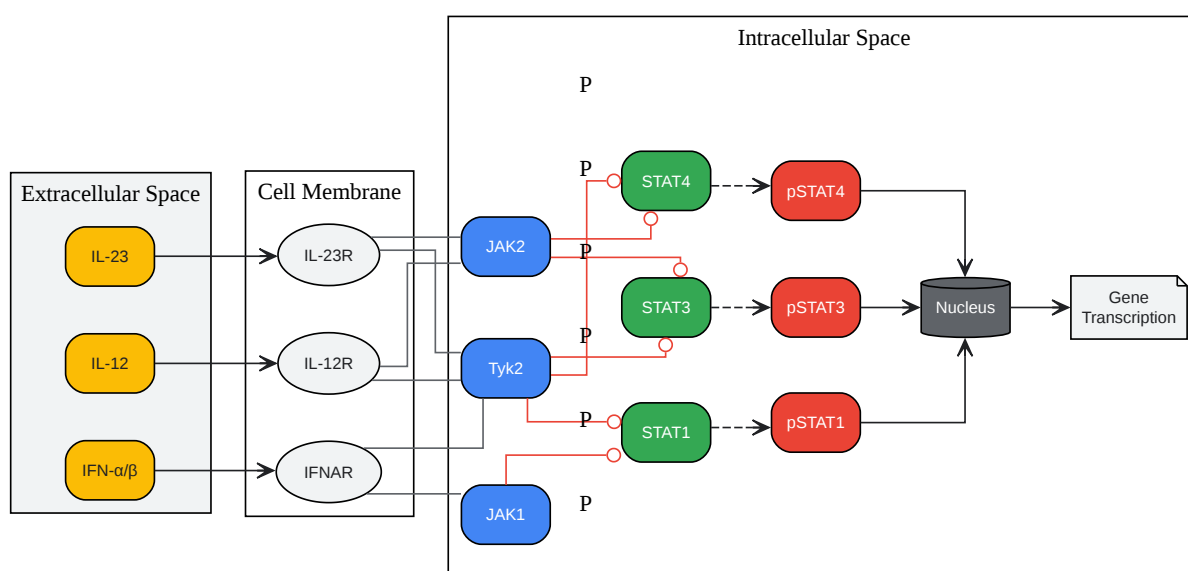 Intracellular Space
P
P
STAT4
pSTAT4
Extracellular Space
Cell Membrane
IL-23
IL-23R
JAK2
P
STAT3
pSTAT3
Nucleus
Gene
Transcription
P
IL-12
IL-12R
Tyk2
P
STAT1
pSTAT1
IFN-α/β
IFNAR
JAK1
P